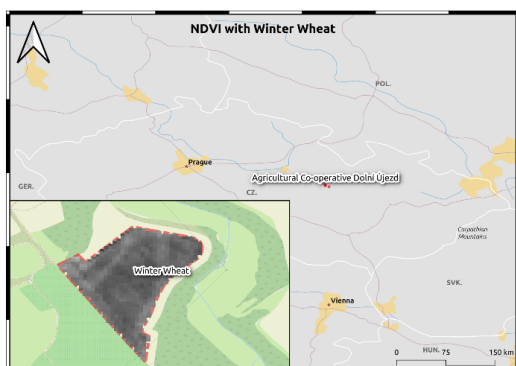 NDVI with Winter Wheat
POL.
Prague
Agricultural Co-operative Dolní Újezd
GER.
CZ.
Carpathian
Mountains
Winter Wheat
SVK.
Vienna
HUN.
0 75 150 km